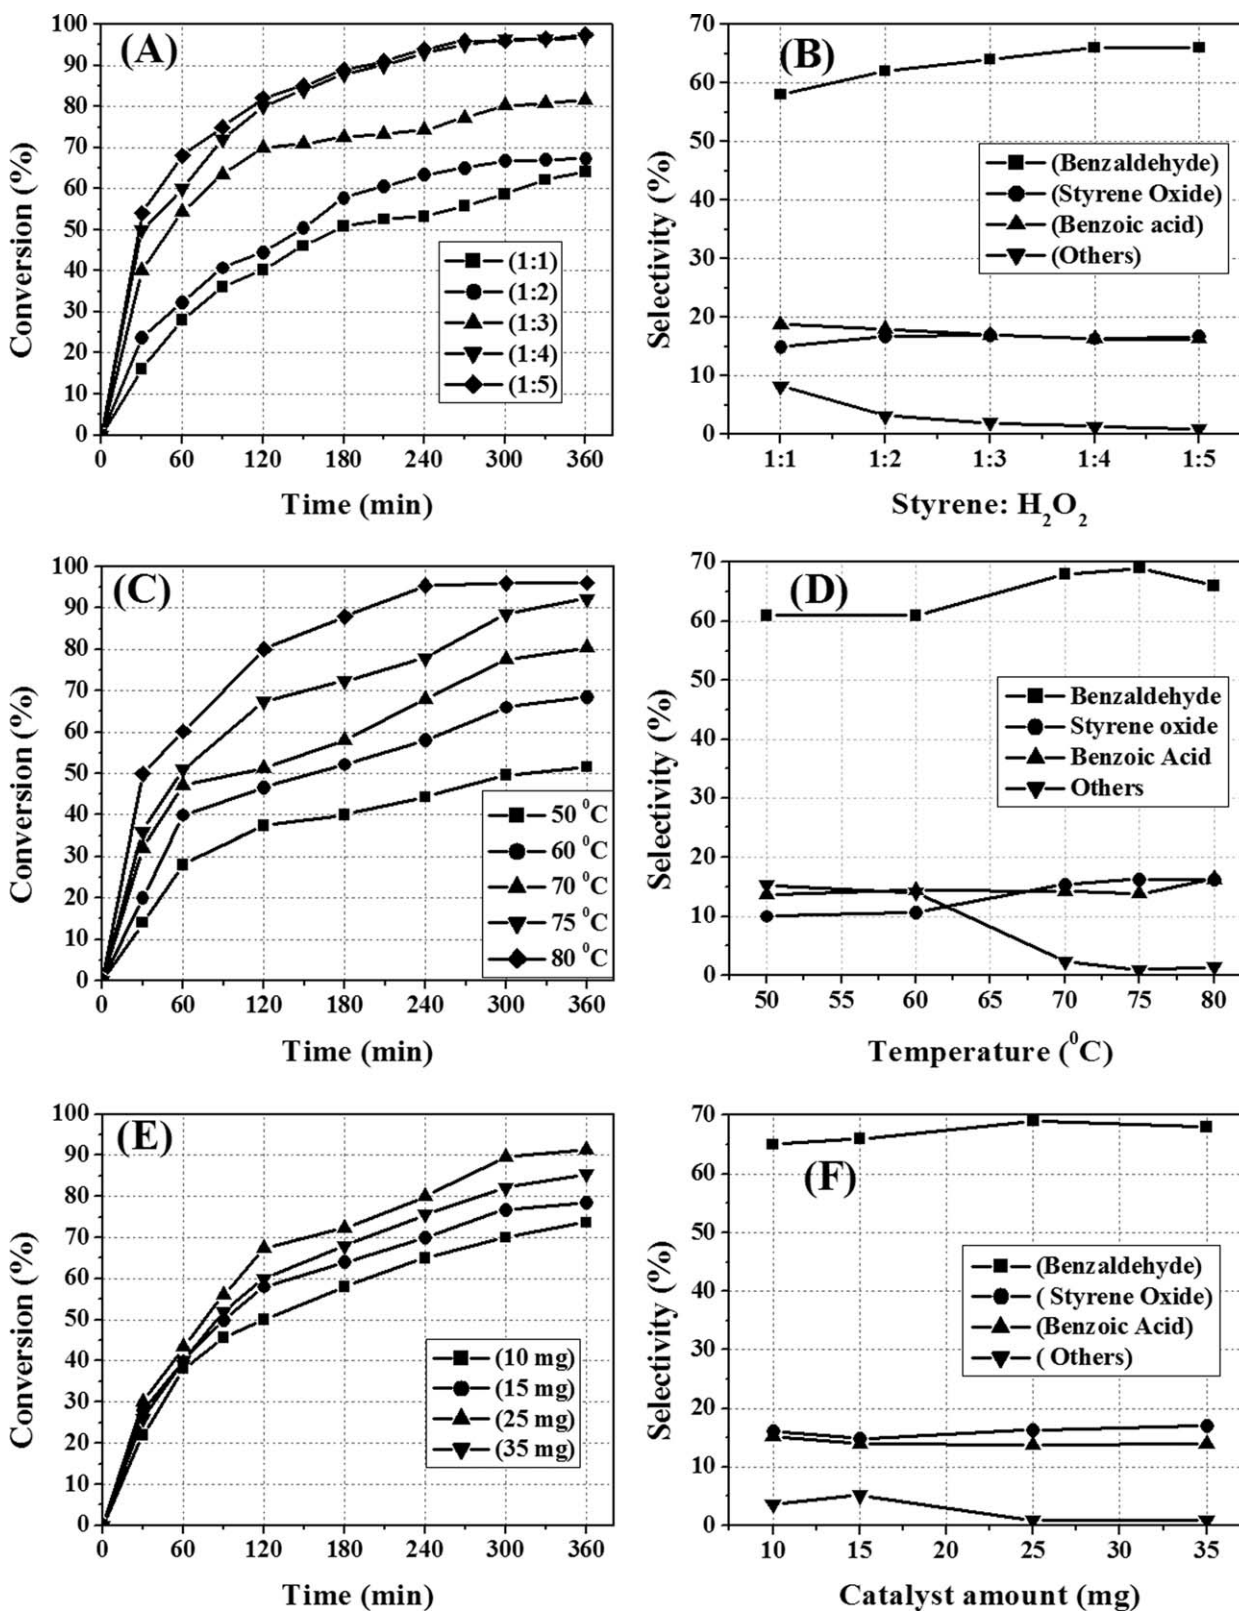 (A)
Conversion (%)
100
90
80
70
60
50
40
30
20
10
0
(1:1)
(1:2)
(1:3)
(1:4)
(1:5)
0 60 120 180 240 300 360
Time (min)
(B)
Selectivity (%)
70
60
50
40
30
20
10
0
(Benzaldehyde)
(Styrene Oxide)
(Benzoic acid)
(Others)
1:1 1:2 1:3 1:4 1:5
Styrene: H₂O₂
(C)
Conversion (%)
100
90
80
70
60
50
40
30
20
10
0
50 ⁰C
60 ⁰C
70 ⁰C
75 ⁰C
80 ⁰C
0 60 120 180 240 300 360
Time (min)
(D)
Selectivity (%)
70
60
50
40
30
20
10
0
Benzaldehyde
Styrene oxide
Benzoic Acid
Others
50 55 60 65 70 75 80
Temperature (⁰C)
(E)
Conversion (%)
100
90
80
70
60
50
40
30
20
10
0
(10 mg)
(15 mg)
(25 mg)
(35 mg)
0 60 120 180 240 300 360
Time (min)
(F)
Selectivity (%)
70
60
50
40
30
20
10
0
(Benzaldehyde)
( Styrene Oxide)
(Benzoic Acid)
( Others)
10 15 20 25 30 35
Catalyst amount (mg)